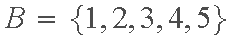 B = {1, 2, 3, 4, 5}